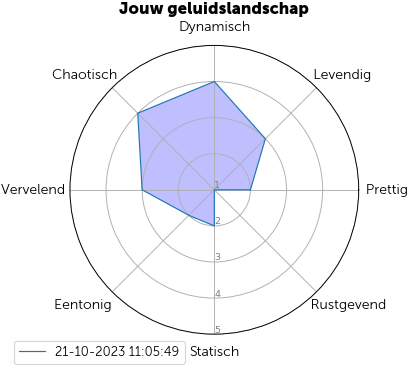 Jouw geluidslandschap
Dynamisch
Chaotisch
Levendig
Vervelend
1
Prettig
2
3
4
Eentonig
Rustgevend
5
21-10-2023 11:05:49
Statisch